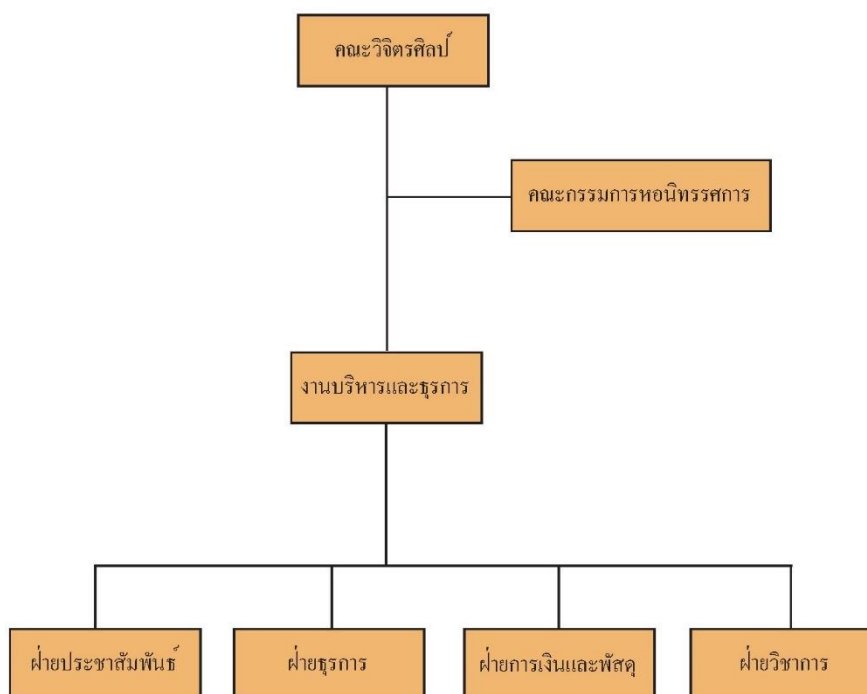 คณะวิจิตรศิลป์
คณะกรรมการหอนิทรรศการ
งานบริหารและธุรการ
ฝ่ายประชาสัมพันธ์
ฝ่ายธุรการ
ฝ่ายการเงินและพัสดุ
ฝ่ายวิชาการ